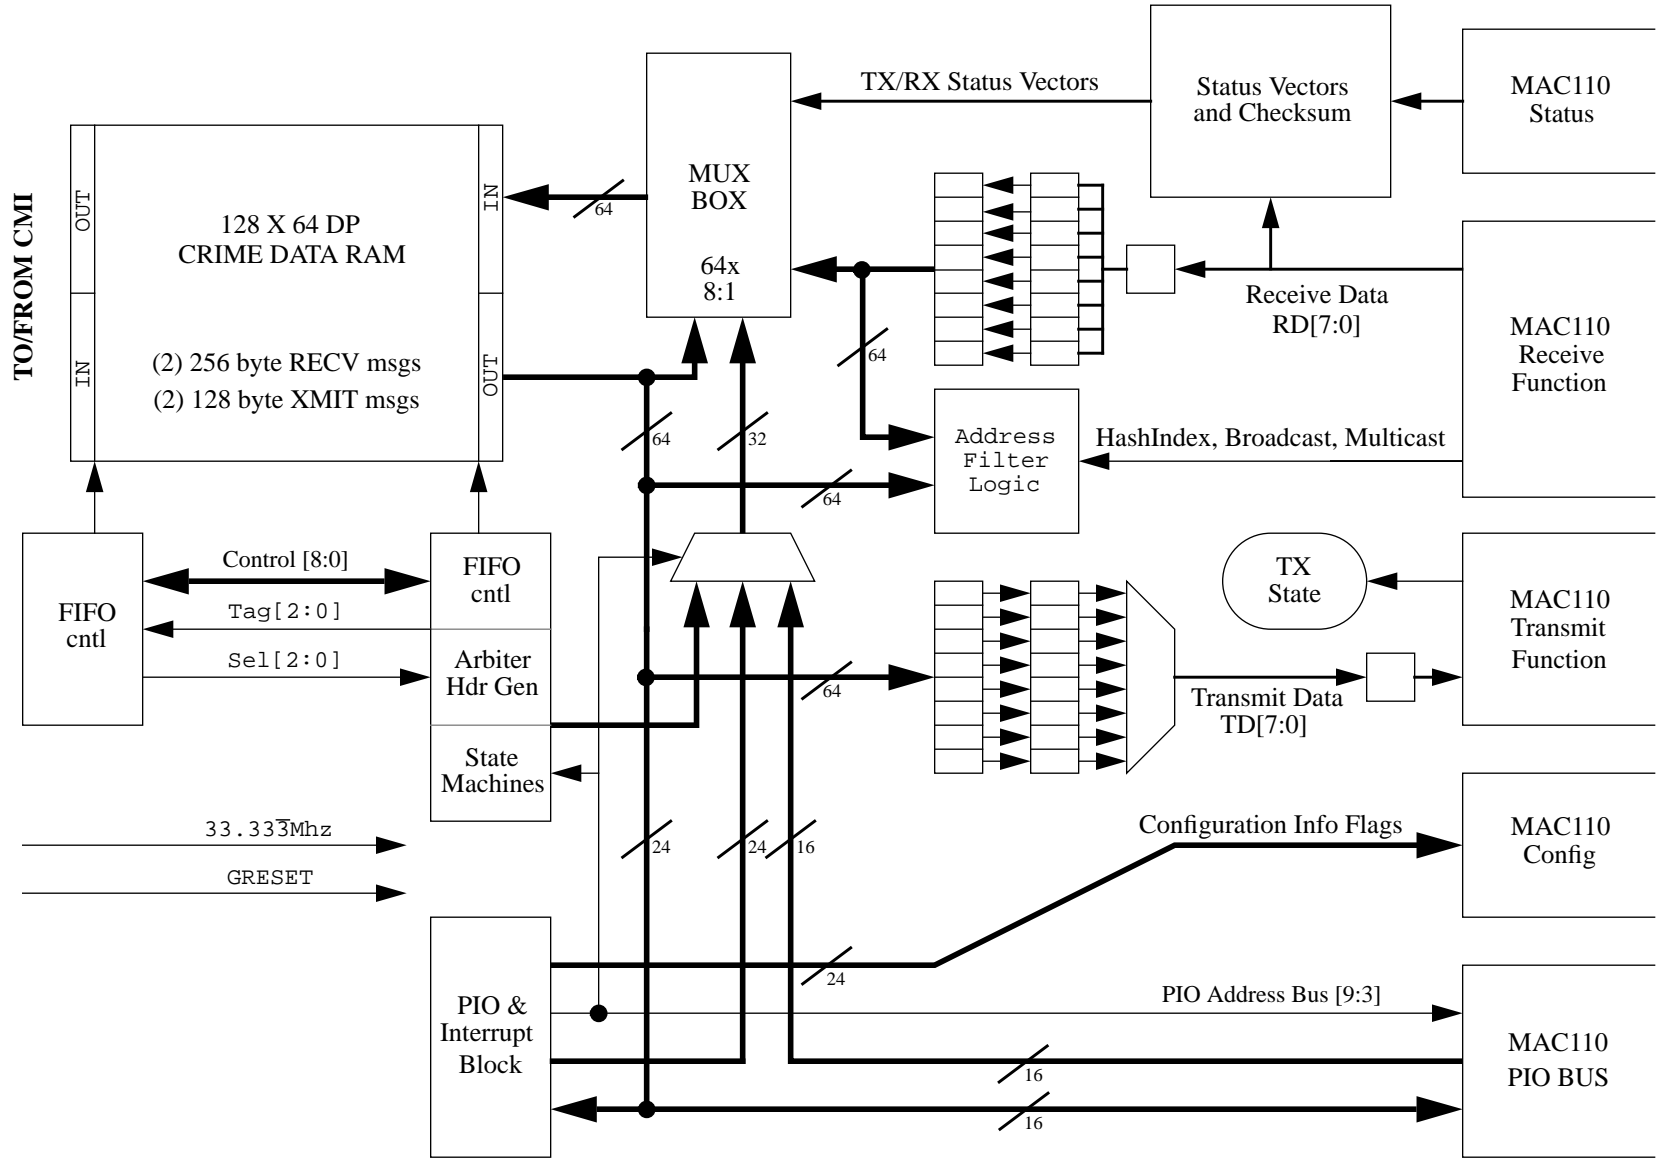 TX/RX Status Vectors
Status Vectors
and Checksum
MAC110
Status
TO/FROM CMI
OUT
IN
128 X 64 DP
CRIME DATA RAM
(2) 256 byte RECV msgs
(2) 128 byte XMIT msgs
IN
OUT
64
MUX
BOX
64x
8:1
64
Receive Data
RD[7:0]
MAC110
Receive
Function
64
32
Address
Filter
Logic
HashIndex, Broadcast, Multicast
64
FIFO
cntl
Control [8:0]
Tag[2:0]
Sel[2:0]
FIFO
cntl
Arbiter
Hdr Gen
State
Machines
64
TX
State
MAC110
Transmit
Function
Transmit Data
TD[7:0]
33.333Mhz
GRESET
24
24
16
Configuration Info Flags
MAC110
Config
24
PIO &
Interrupt
Block
PIO Address Bus [9:3]
16
16
MAC110
PIO BUS